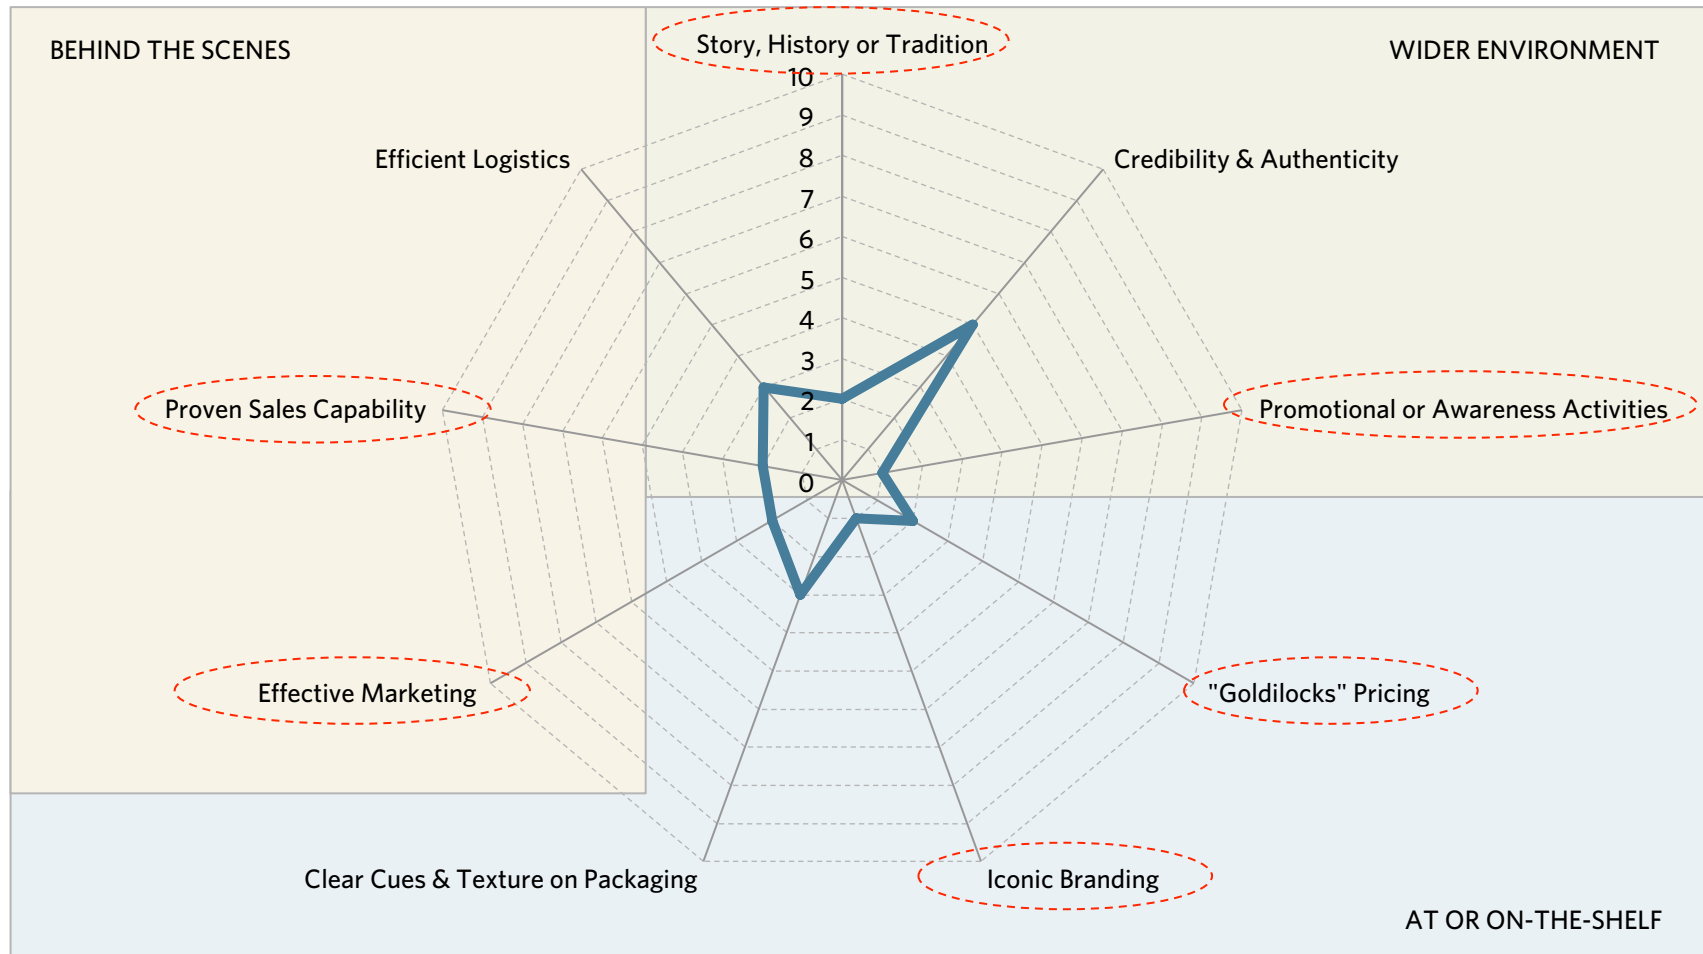 BEHIND THE SCENES
Story, History or Tradition
WIDER ENVIRONMENT
10
9
Efficient Logistics
8
Credibility & Authenticity
7
6
5
4
3
2
Proven Sales Capability
Promotional or Awareness Activities
1
0
Effective Marketing
"Goldilocks" Pricing
Clear Cues & Texture on Packaging
Iconic Branding
AT OR ON-THE-SHELF